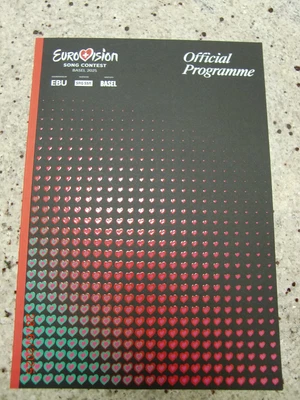 EUROVISION
SONG CONTEST
BASEL 2025
Official
Programme
EBU
BASEL